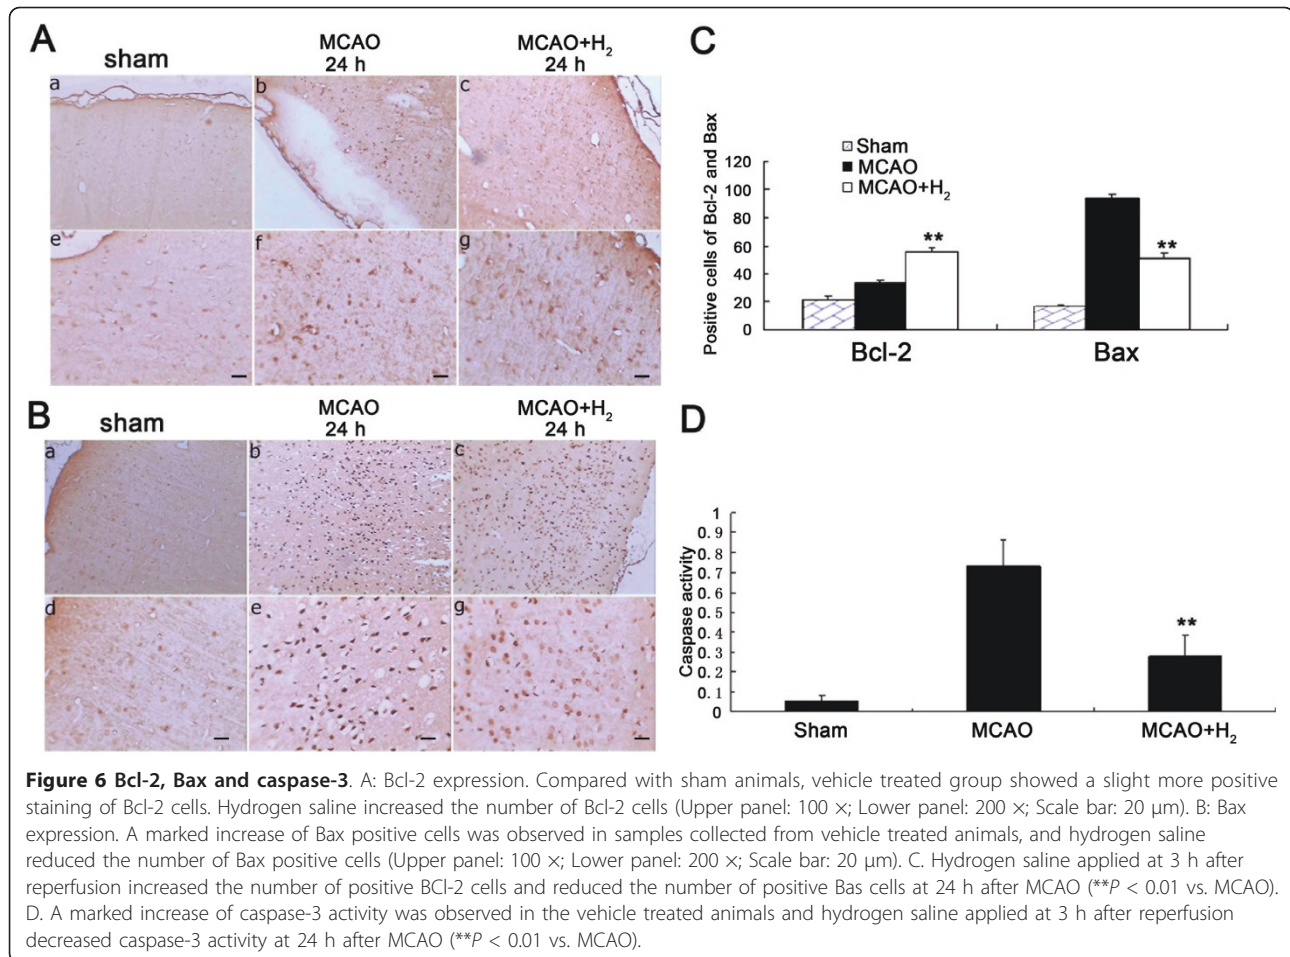 A
sham
MCAO
24 h
MCAO+H2
24 h
a
b
c
e
f
g
B
sham
MCAO
24 h
MCAO+H2
24 h
a
b
c
d
e
g
C
Positive cells of Bcl-2 and Bax
120
100
80
60
40
20
0
Sham
MCAO
MCAO+H2
**
**
Bcl-2
Bax
D
Caspase activity
1
0.9
0.8
0.7
0.6
0.5
0.4
0.3
0.2
0.1
0
**
Sham
MCAO
MCAO+H2
Figure 6 Bcl-2, Bax and caspase-3. A: Bcl-2 expression. Compared with sham animals, vehicle treated group showed a slight more positive
staining of Bcl-2 cells. Hydrogen saline increased the number of Bcl-2 cells (Upper panel: 100 ×; Lower panel: 200 ×; Scale bar: 20 μm). B: Bax
expression. A marked increase of Bax positive cells was observed in samples collected from vehicle treated animals, and hydrogen saline
reduced the number of Bax positive cells (Upper panel: 100 ×; Lower panel: 200 ×; Scale bar: 20 μm). C. Hydrogen saline applied at 3 h after
reperfusion increased the number of positive BCl-2 cells and reduced the number of positive Bas cells at 24 h after MCAO (**P < 0.01 vs. MCAO).
D. A marked increase of caspase-3 activity was observed in the vehicle treated animals and hydrogen saline applied at 3 h after reperfusion
decreased caspase-3 activity at 24 h after MCAO (**P < 0.01 vs. MCAO).